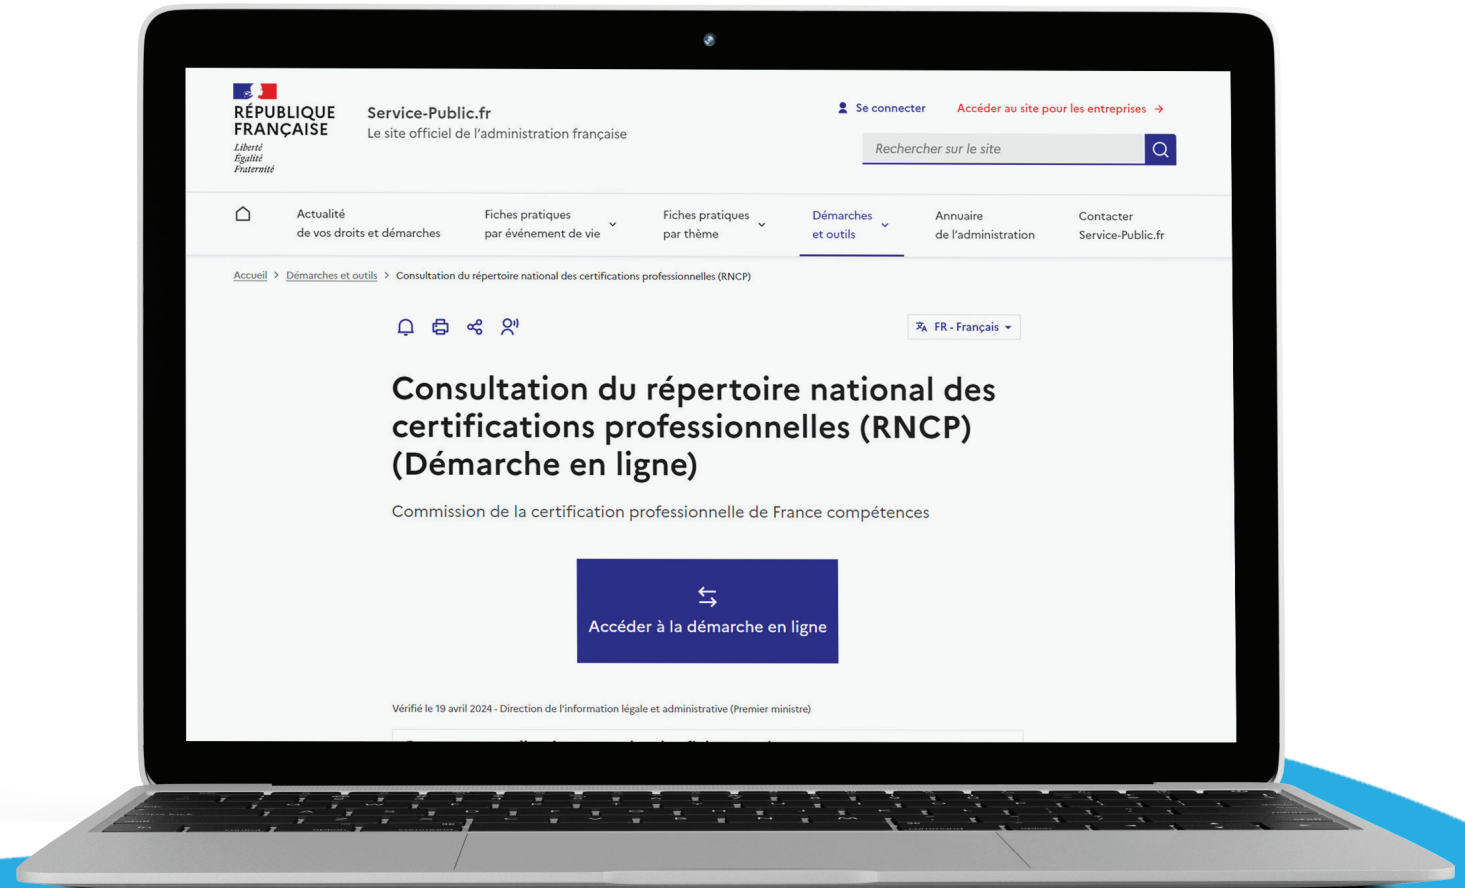 RÉPUBLIQUE
FRANÇAISE
Liberté
Égalité
Fraternité
Service-Public.fr
Le site officiel de l'administration française
Se connecter
Accéder au site pour les entreprises →
Rechercher sur le site
Actualité
de vos droits et démarches
Fiches pratiques
par événement de vie
Fiches pratiques
par thème
Démarches
et outils
Annuaire
de l'administration
Contacter
Service-Public.fr
Accueil > Démarches et outils > Consultation du répertoire national des certifications professionnelles (RNCP)
FR - Français
Consultation du répertoire national des
certifications professionnelles (RNCP)
(Démarche en ligne)
Commission de la certification professionnelle de France compétences
Accéder à la démarche en ligne
Vérifié le 19 avril 2024 - Direction de l'information légale et administrative (Premier ministre)